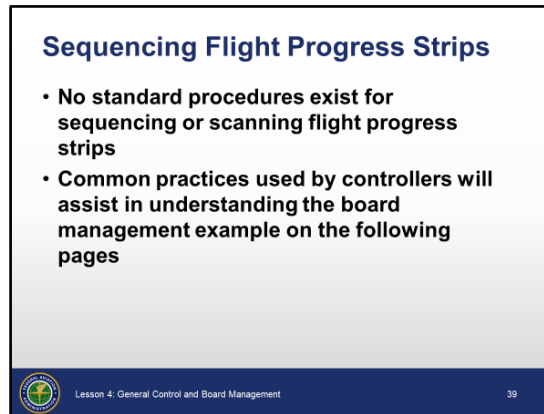 Sequencing Flight Progress Strips
• No standard procedures exist for
sequencing or scanning flight progress
strips
• Common practices used by controllers will
assist in understanding the board
management example on the following
pages
Lesson 4: General Control and Board Management
39